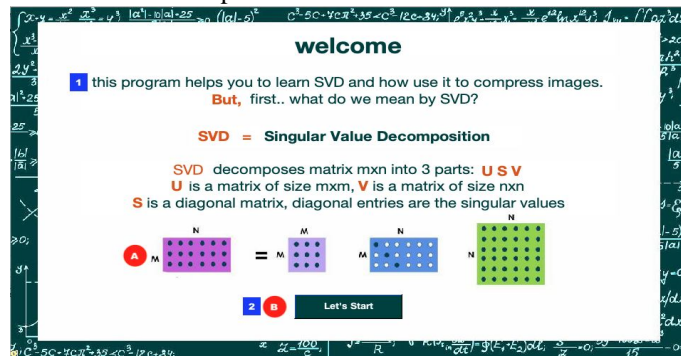 welcome
1 this program helps you to learn SVD and how use it to compress images.
But, first.. what do we mean by SVD?
SVD = Singular Value Decomposition
SVD decomposes matrix mxn into 3 parts: U S V
U is a matrix of size mxm, V is a matrix of size nxn
S is a diagonal matrix, diagonal entries are the singular values
N M N N
A M = M M N
2 B Let's Start